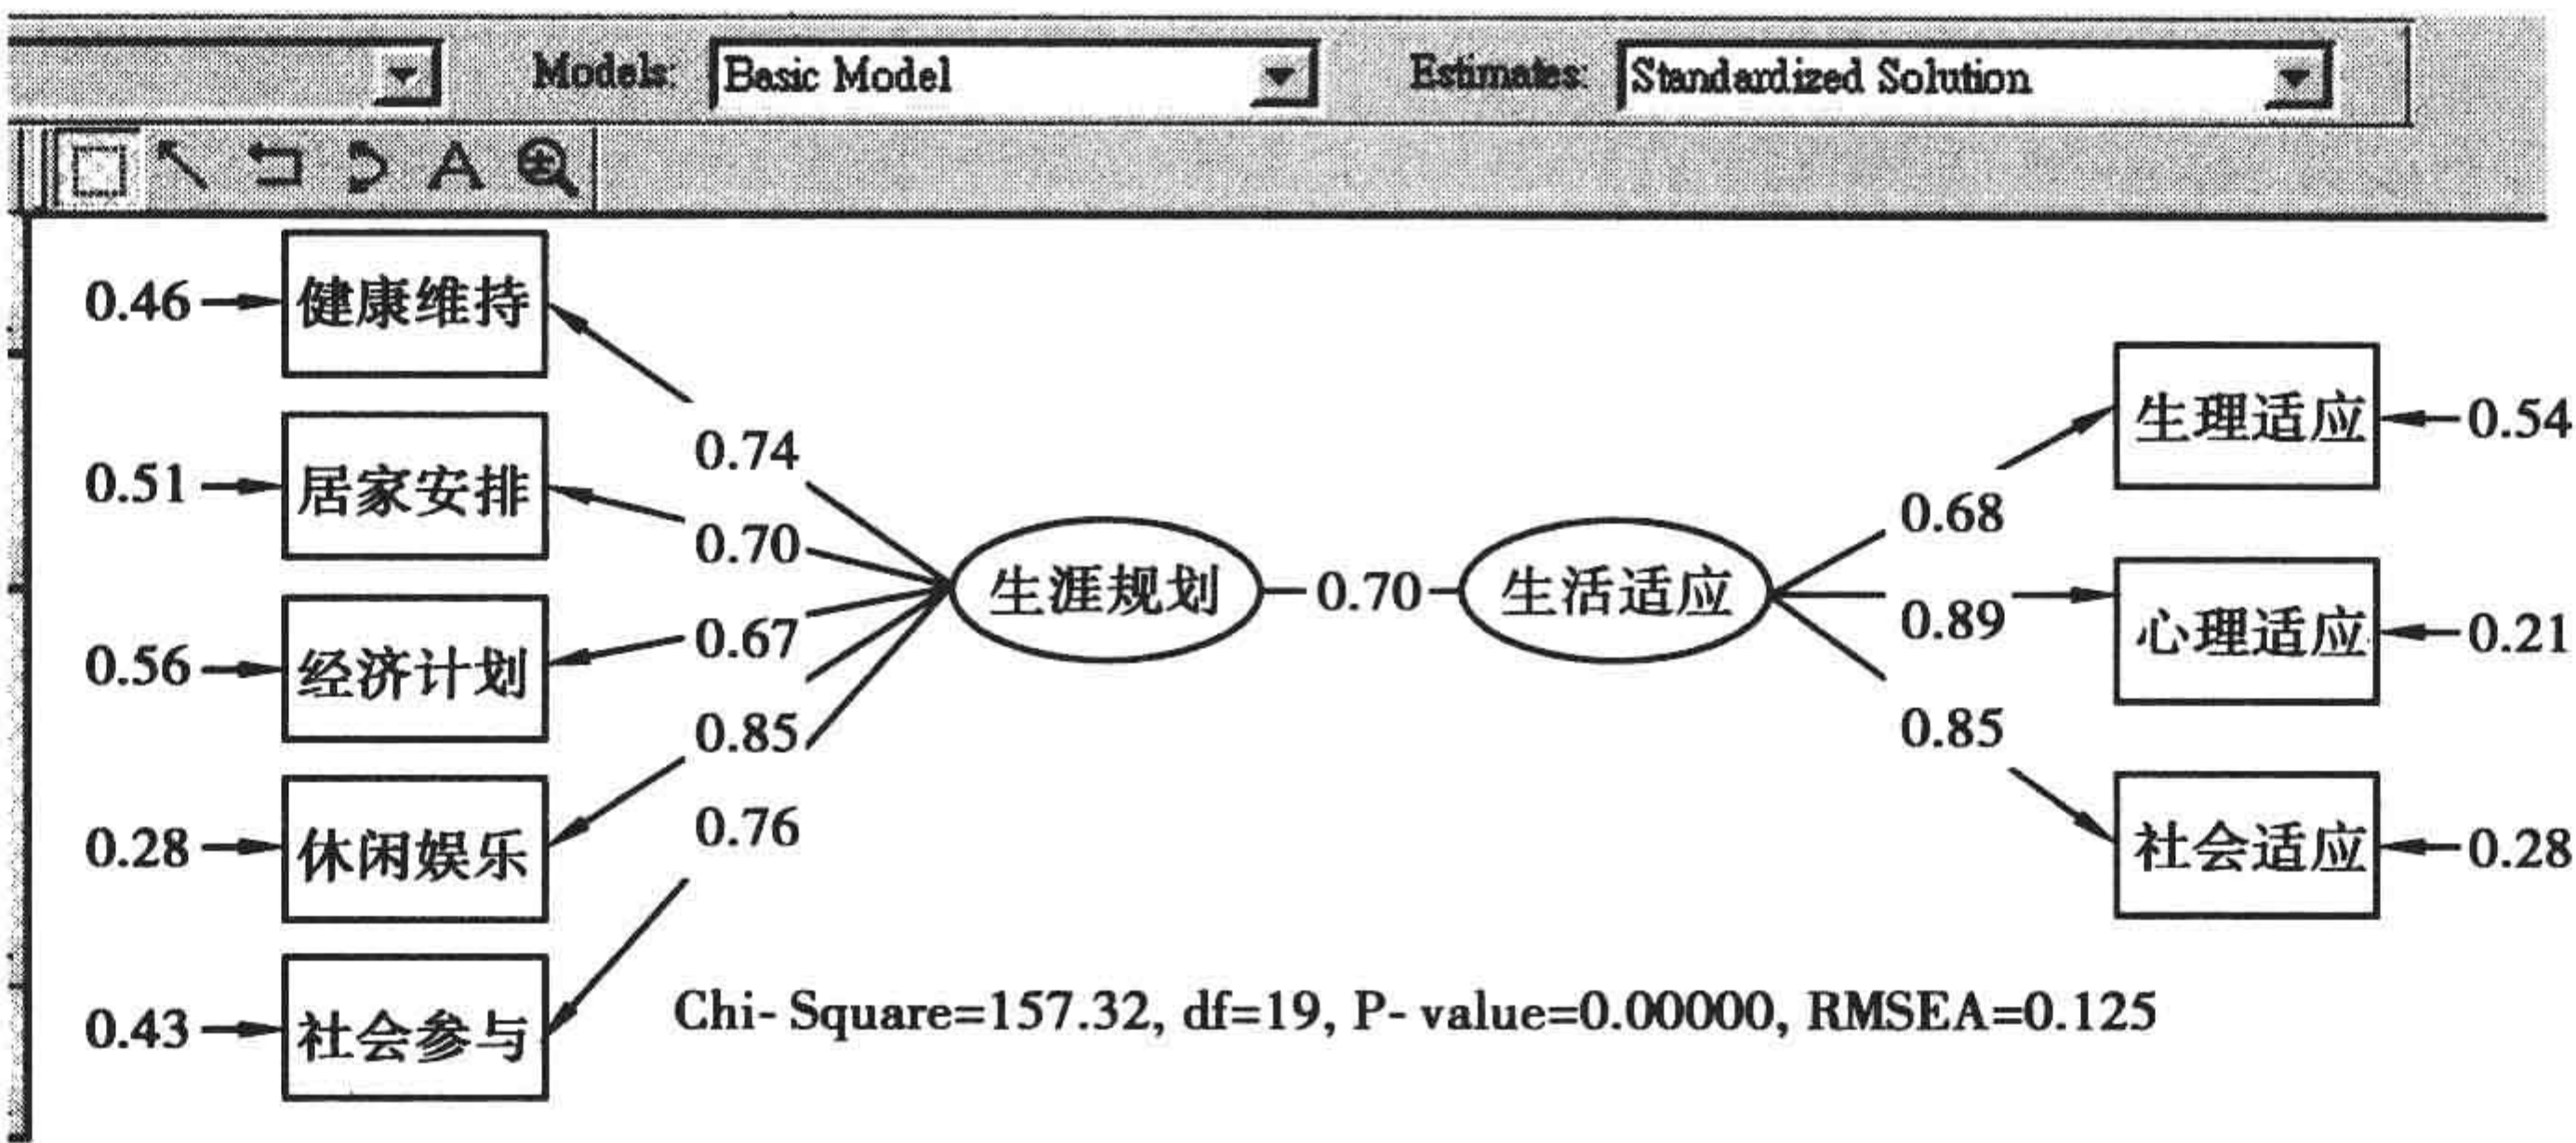 Models: Basic Model Estimates: Standardized Solution
A
0.46 健康维持
0.74
生理适应 0.54
0.51 居家安排
0.70
0.68
生涯规划 0.70 生活适应
0.67
0.89
心理适应 0.21
0.56 经济计划
0.85
0.85
0.76
0.28 休闲娱乐
社会适应 0.28
0.43 社会参与
Chi-Square=157.32, df=19, P-value=0.00000, RMSEA=0.125